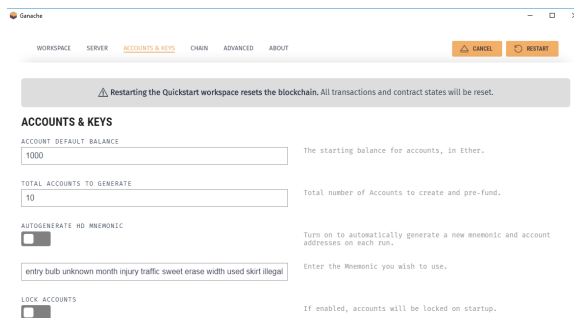 Ganache
WORKSPACE SERVER ACCOUNTS & KEYS CHAIN ADVANCED ABOUT CANCEL RESTART
Restarting the Quickstart workspace resets the blockchain. All transactions and contract states will be reset.
ACCOUNTS & KEYS
ACCOUNT DEFAULT BALANCE
1000
The starting balance for accounts, in Ether.
TOTAL ACCOUNTS TO GENERATE
10
Total number of Accounts to create and pre-fund.
AUTOGENERATE HD MNEMONIC
Turn on to automatically generate a new mnemonic and account
addresses on each run.
entry bulb unknown month injury traffic sweet erase width used skirt illegal
Enter the Mnemonic you wish to use.
LOCK ACCOUNTS
If enabled, accounts will be locked on startup.